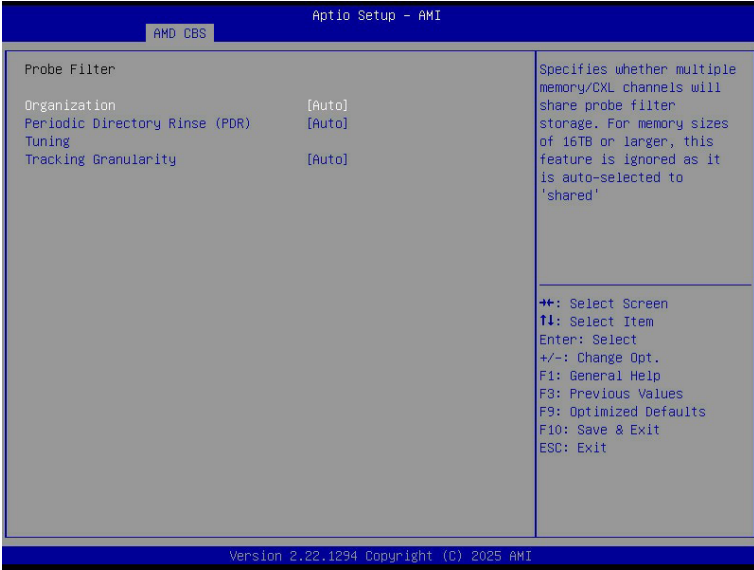 Aptio Setup – AMI
AMD CBS
Probe Filter
Organization [Auto]
Periodic Directory Rinse (PDR) [Auto]
Tuning
Tracking Granularity [Auto]
Specifies whether multiple
memory/CXL channels will
share probe filter
storage. For memory sizes
of 16TB or larger, this
feature is ignored as it
is auto-selected to
'shared'
→←: Select Screen
↑↓: Select Item
Enter: Select
+/-: Change Opt.
F1: General Help
F3: Previous Values
F9: Optimized Defaults
F10: Save & Exit
ESC: Exit
Version 2.22.1294 Copyright (C) 2025 AMI